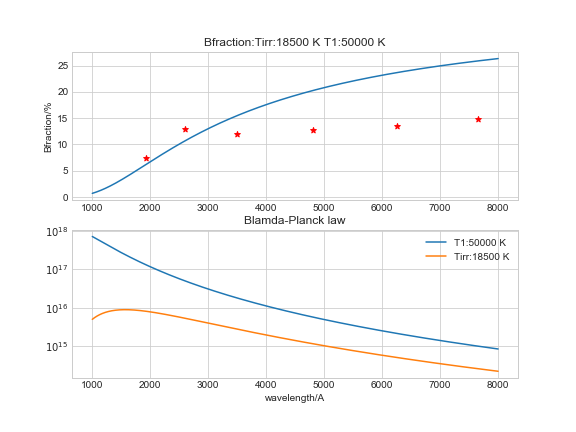 Bfraction:Tirr:18500 K T1:50000 K
Bfraction/%
25
20
15
10
5
0
1000 2000 3000 4000 5000 6000 7000 8000
Blamda-Planck law
10^18
10^17
10^16
10^15
T1:50000 K
Tirr:18500 K
1000 2000 3000 4000 5000 6000 7000 8000
wavelength/A